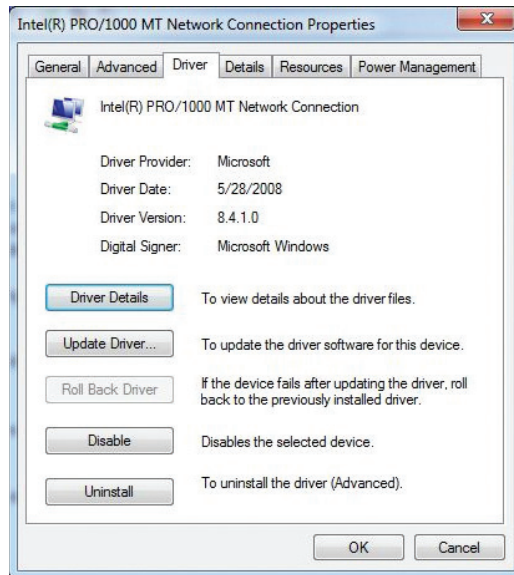 Intel(R) PRO/1000 MT Network Connection Properties
General Advanced Driver Details Resources Power Management
Intel(R) PRO/1000 MT Network Connection
Driver Provider: Microsoft
Driver Date: 5/28/2008
Driver Version: 8.4.1.0
Digital Signer: Microsoft Windows
Driver Details To view details about the driver files.
Update Driver... To update the driver software for this device.
Roll Back Driver If the device fails after updating the driver, roll
back to the previously installed driver.
Disable Disables the selected device.
Uninstall To uninstall the driver (Advanced).
OK Cancel